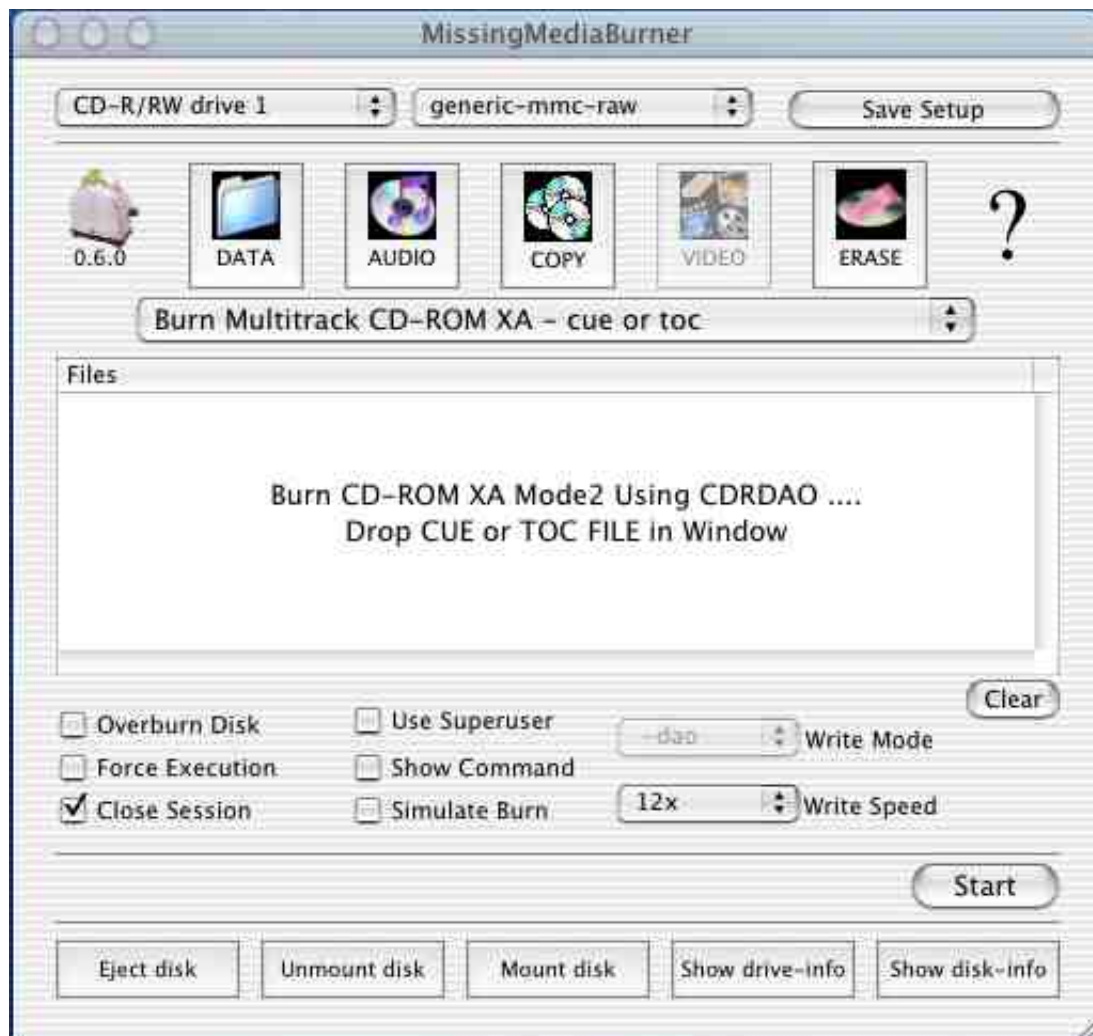 MissingMediaBurner
CD-R/RW drive 1 generic-mmc-raw Save Setup
0.6.0 DATA AUDIO COPY VIDEO ERASE ?
Burn Multitrack CD-ROM XA - cue or toc
Files
Burn CD-ROM XA Mode2 Using CDRDAO ....
Drop CUE or TOC FILE in Window
Clear
Overburn Disk Use Superuser -dao Write Mode
Force Execution Show Command
Close Session Simulate Burn 12x Write Speed
Start
Eject disk Unmount disk Mount disk Show drive-info Show disk-info